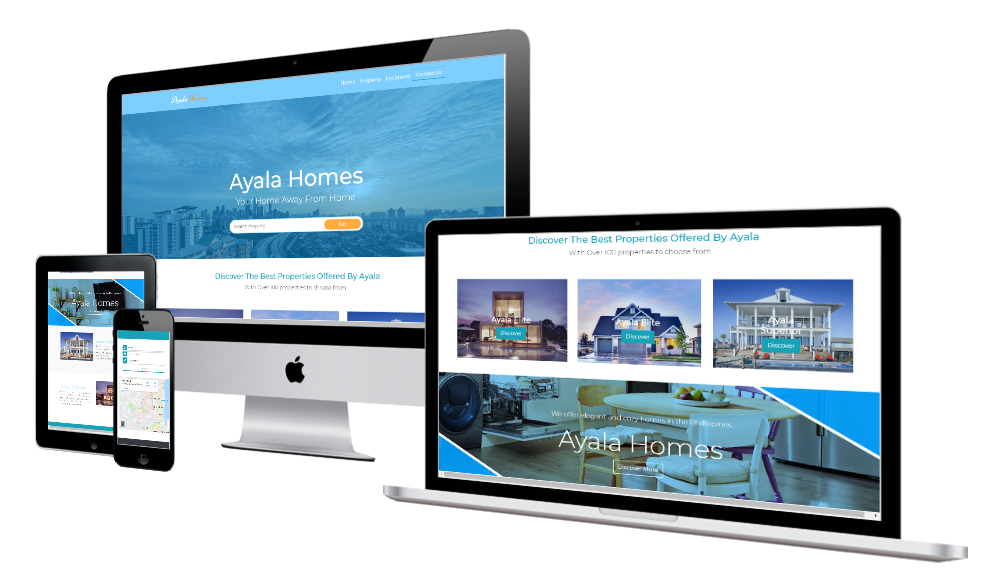 Ayala Homes
Home Property Locations Contact Us
Ayala Homes
Your Home Away From Home
Search Property
Go
Discover The Best Properties Offered By Ayala
With Over 100 properties to choose from
Discover The Best Properties Offered By Ayala
With Over 100 properties to choose from
Ayala Elite
Discover
Ayala Elite
Discover
Ayala
Superior
Discover
We offer elegant and cozy homes in the Philippines
Ayala Homes
Discover More
Ayala Homes